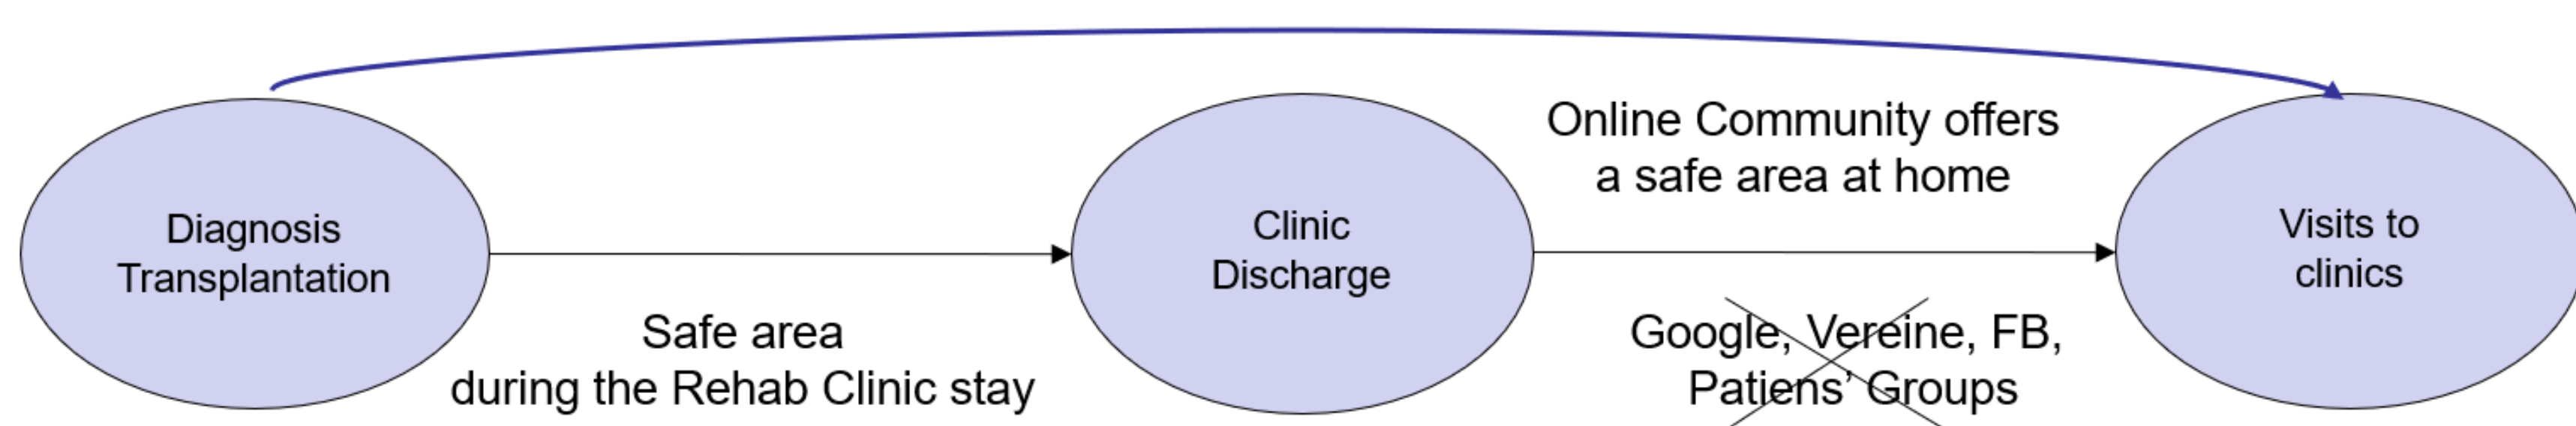 Diagnosis
Transplantation
Safe area
during the Rehab Clinic stay
Clinic
Discharge
Online Community offers
a safe area at home
Google, Vereine, FB,
Patiens’ Groups
Visits to
clinics